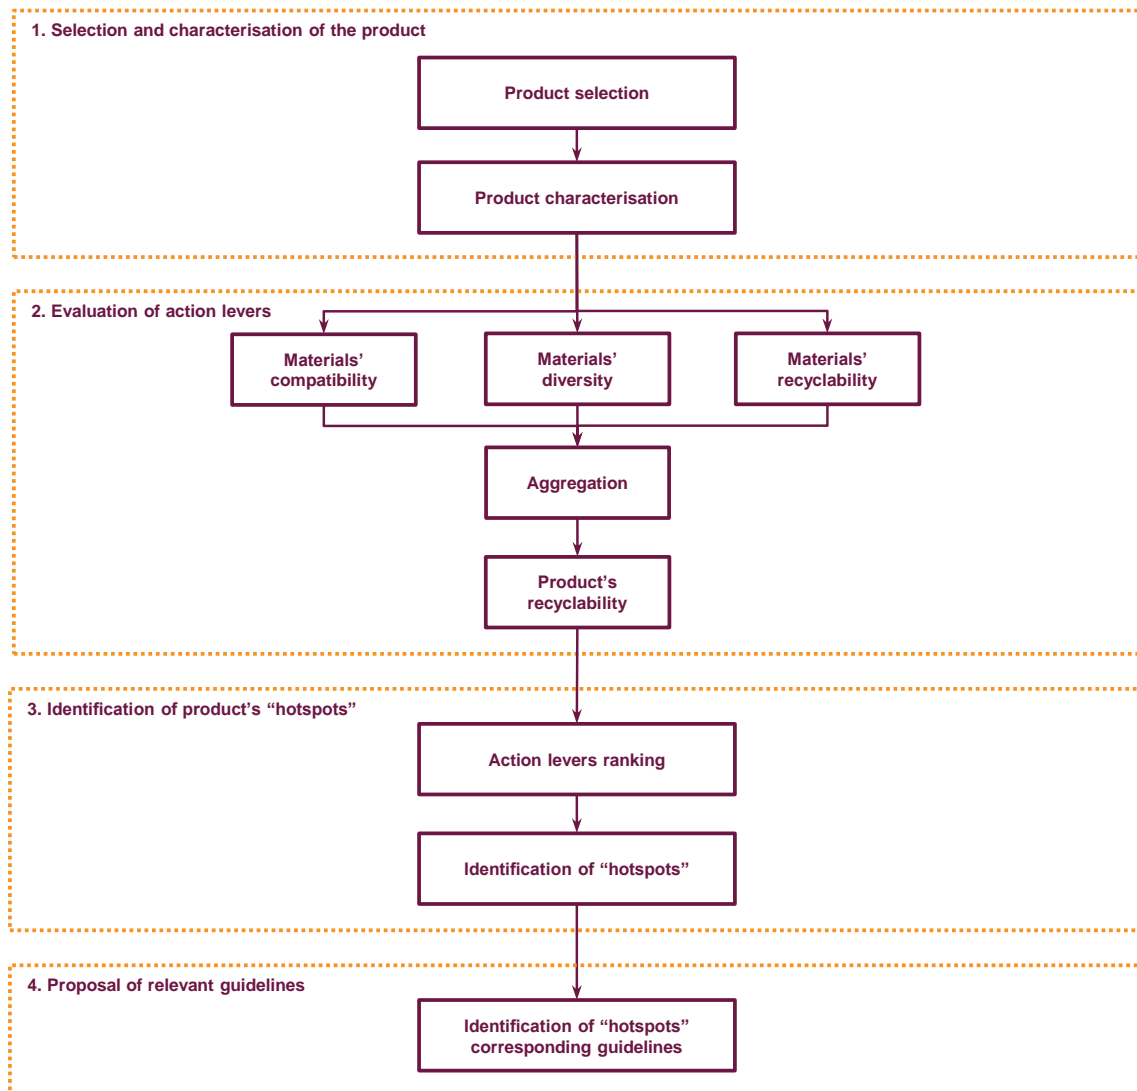 1. Selection and characterisation of the product
Product selection
Product characterisation
2. Evaluation of action levers
Materials’
compatibility
Materials’
diversity
Materials’
recyclability
Aggregation
Product’s
recyclability
3. Identification of product’s “hotspots”
Action levers ranking
Identification of “hotspots”
4. Proposal of relevant guidelines
Identification of “hotspots”
corresponding guidelines